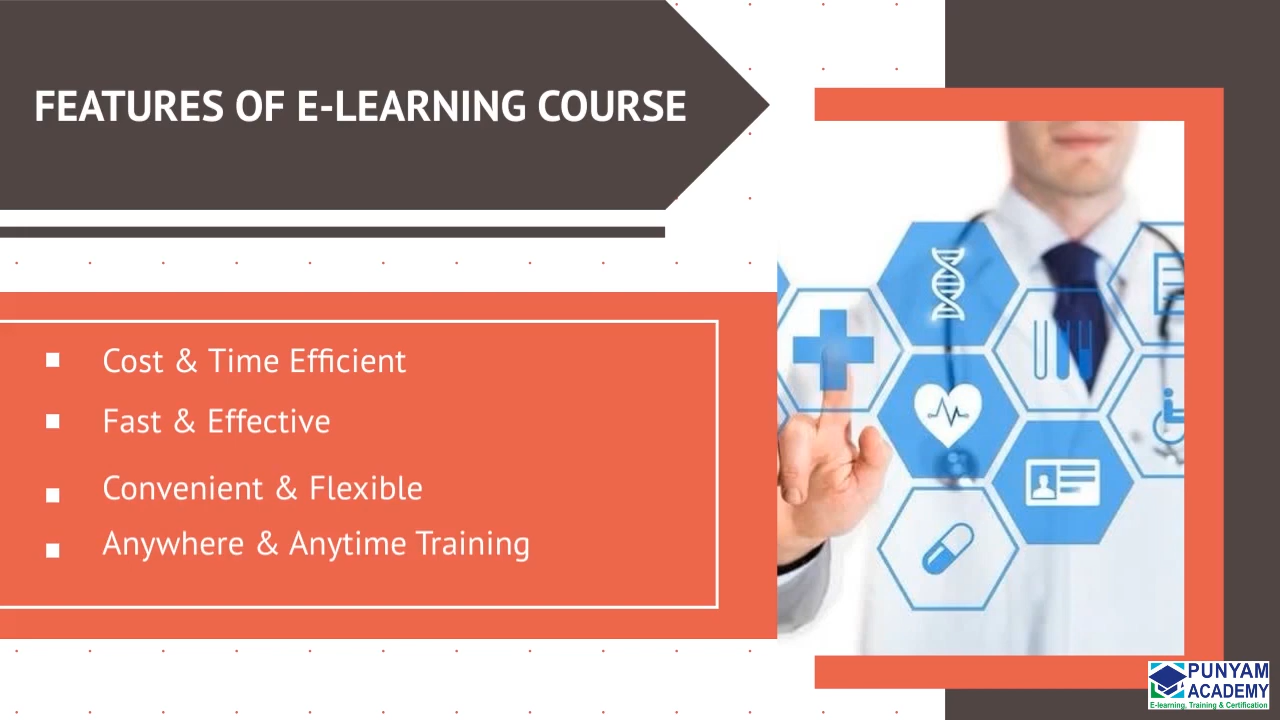 FEATURES OF E-LEARNING COURSE
Cost & Time Efficient
Fast & Effective
Convenient & Flexible
Anywhere & Anytime Training
PUNYAM
ACADEMY
E-learning, Training & Certification